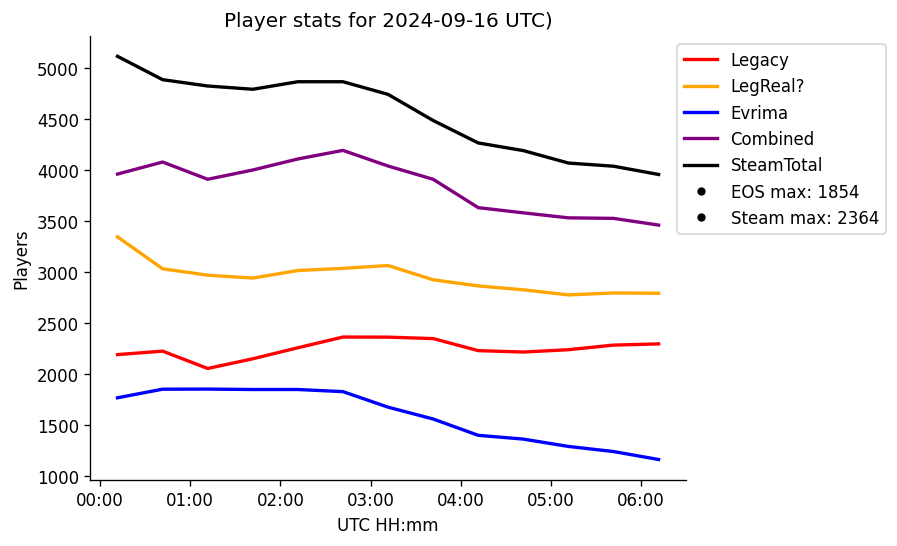 Player stats for 2024-09-16 UTC)
Players
5000
4500
4000
3500
3000
2500
2000
1500
1000
00:00 01:00 02:00 03:00 04:00 05:00 06:00
UTC HH:mm
Legacy
LegReal?
Evrima
Combined
SteamTotal
EOS max: 1854
Steam max: 2364